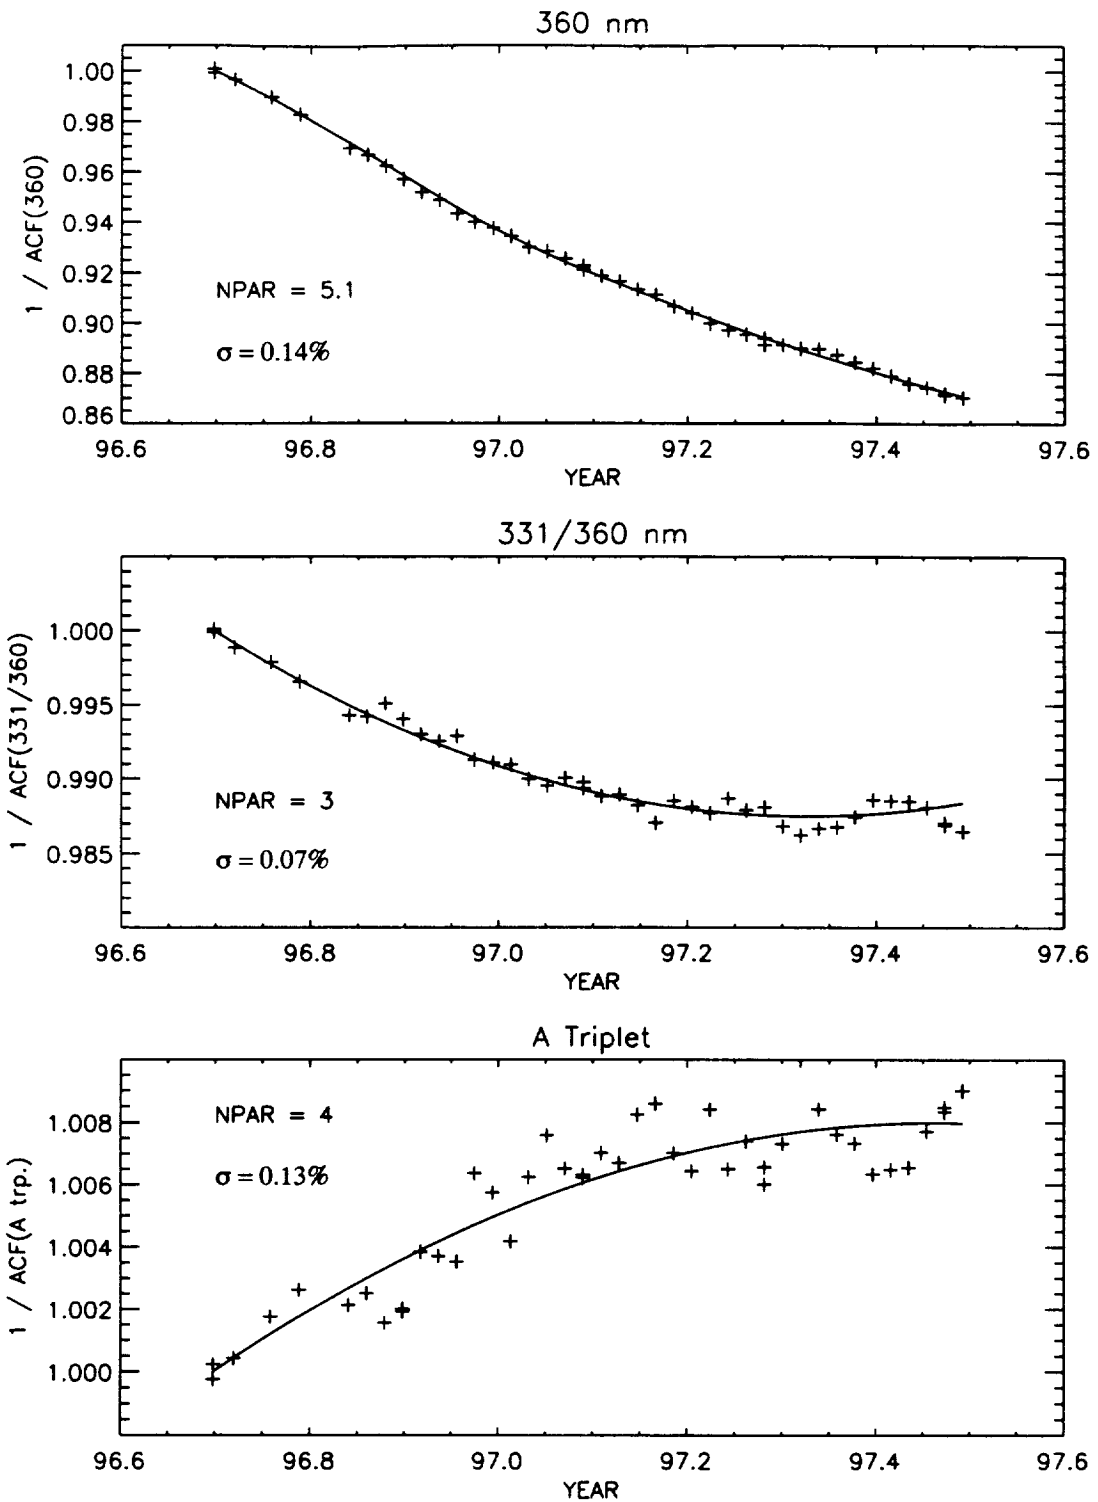 360 nm
1.00
0.98
0.96
0.94
0.92
0.90
0.88
0.86
1 / ACF(360)
NPAR = 5.1
σ = 0.14%
96.6 96.8 97.0 97.2 97.4 97.6
YEAR
331/360 nm
1.000
0.995
0.990
0.985
1 / ACF(331/360)
NPAR = 3
σ = 0.07%
96.6 96.8 97.0 97.2 97.4 97.6
YEAR
A Triplet
1.008
1.006
1.004
1.002
1.000
1 / ACF(A trp.)
NPAR = 4
σ = 0.13%
96.6 96.8 97.0 97.2 97.4 97.6
YEAR